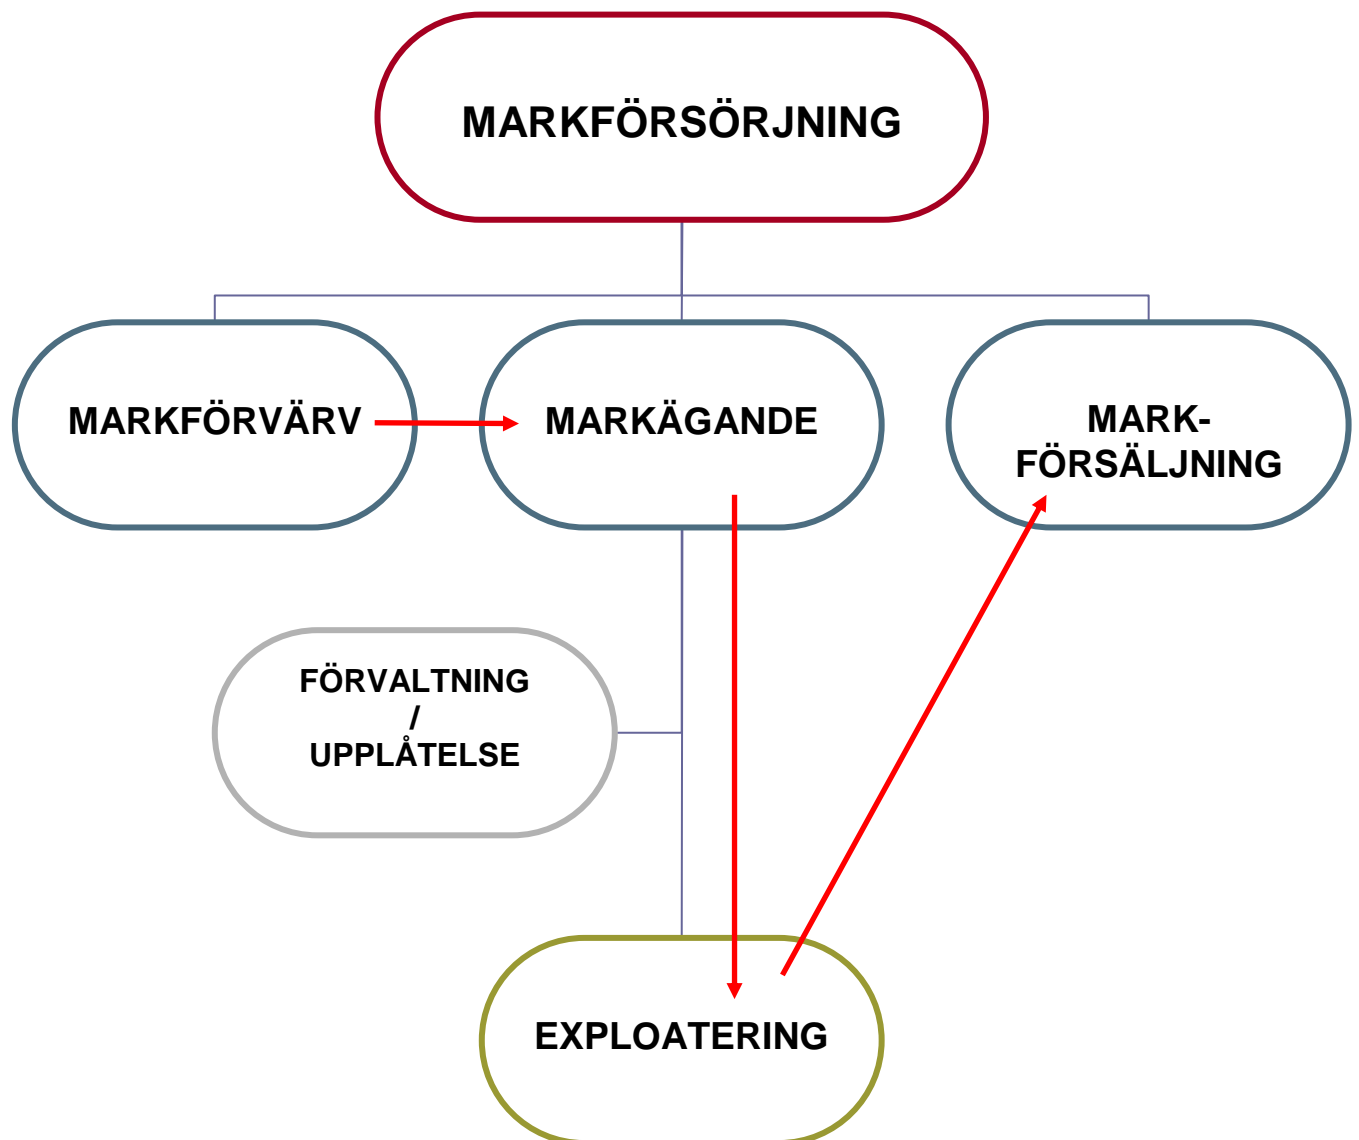 MARKFÖRSÖRJNING
MARKFÖRVÄRV
MARKÄGANDE
MARK-
FÖRSÄLJNING
FÖRVALTNING
/
UPPLÅTELSE
EXPLOATERING